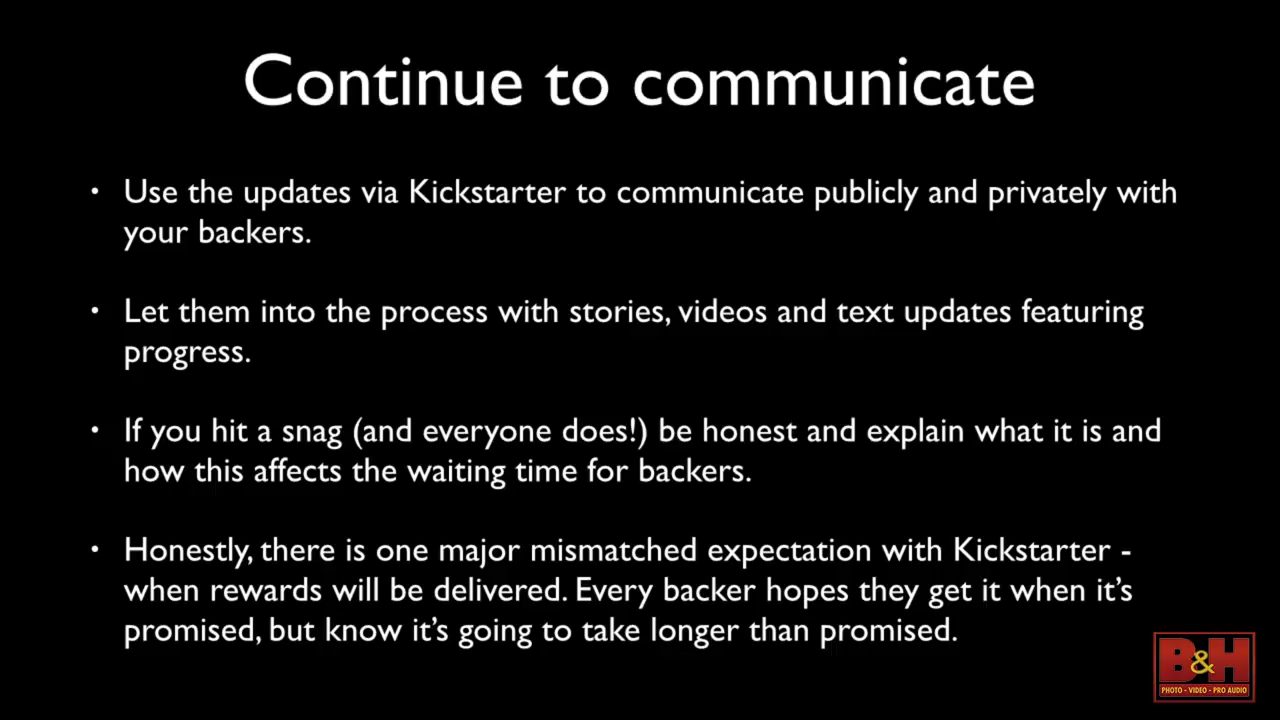 Continue to communicate
• Use the updates via Kickstarter to communicate publicly and privately with
your backers.
• Let them into the process with stories, videos and text updates featuring
progress.
• If you hit a snag (and everyone does!) be honest and explain what it is and
how this affects the waiting time for backers.
• Honestly, there is one major mismatched expectation with Kickstarter -
when rewards will be delivered. Every backer hopes they get it when it’s
promised, but know it’s going to take longer than promised.
B&H
PHOTO - VIDEO - PRO AUDIO